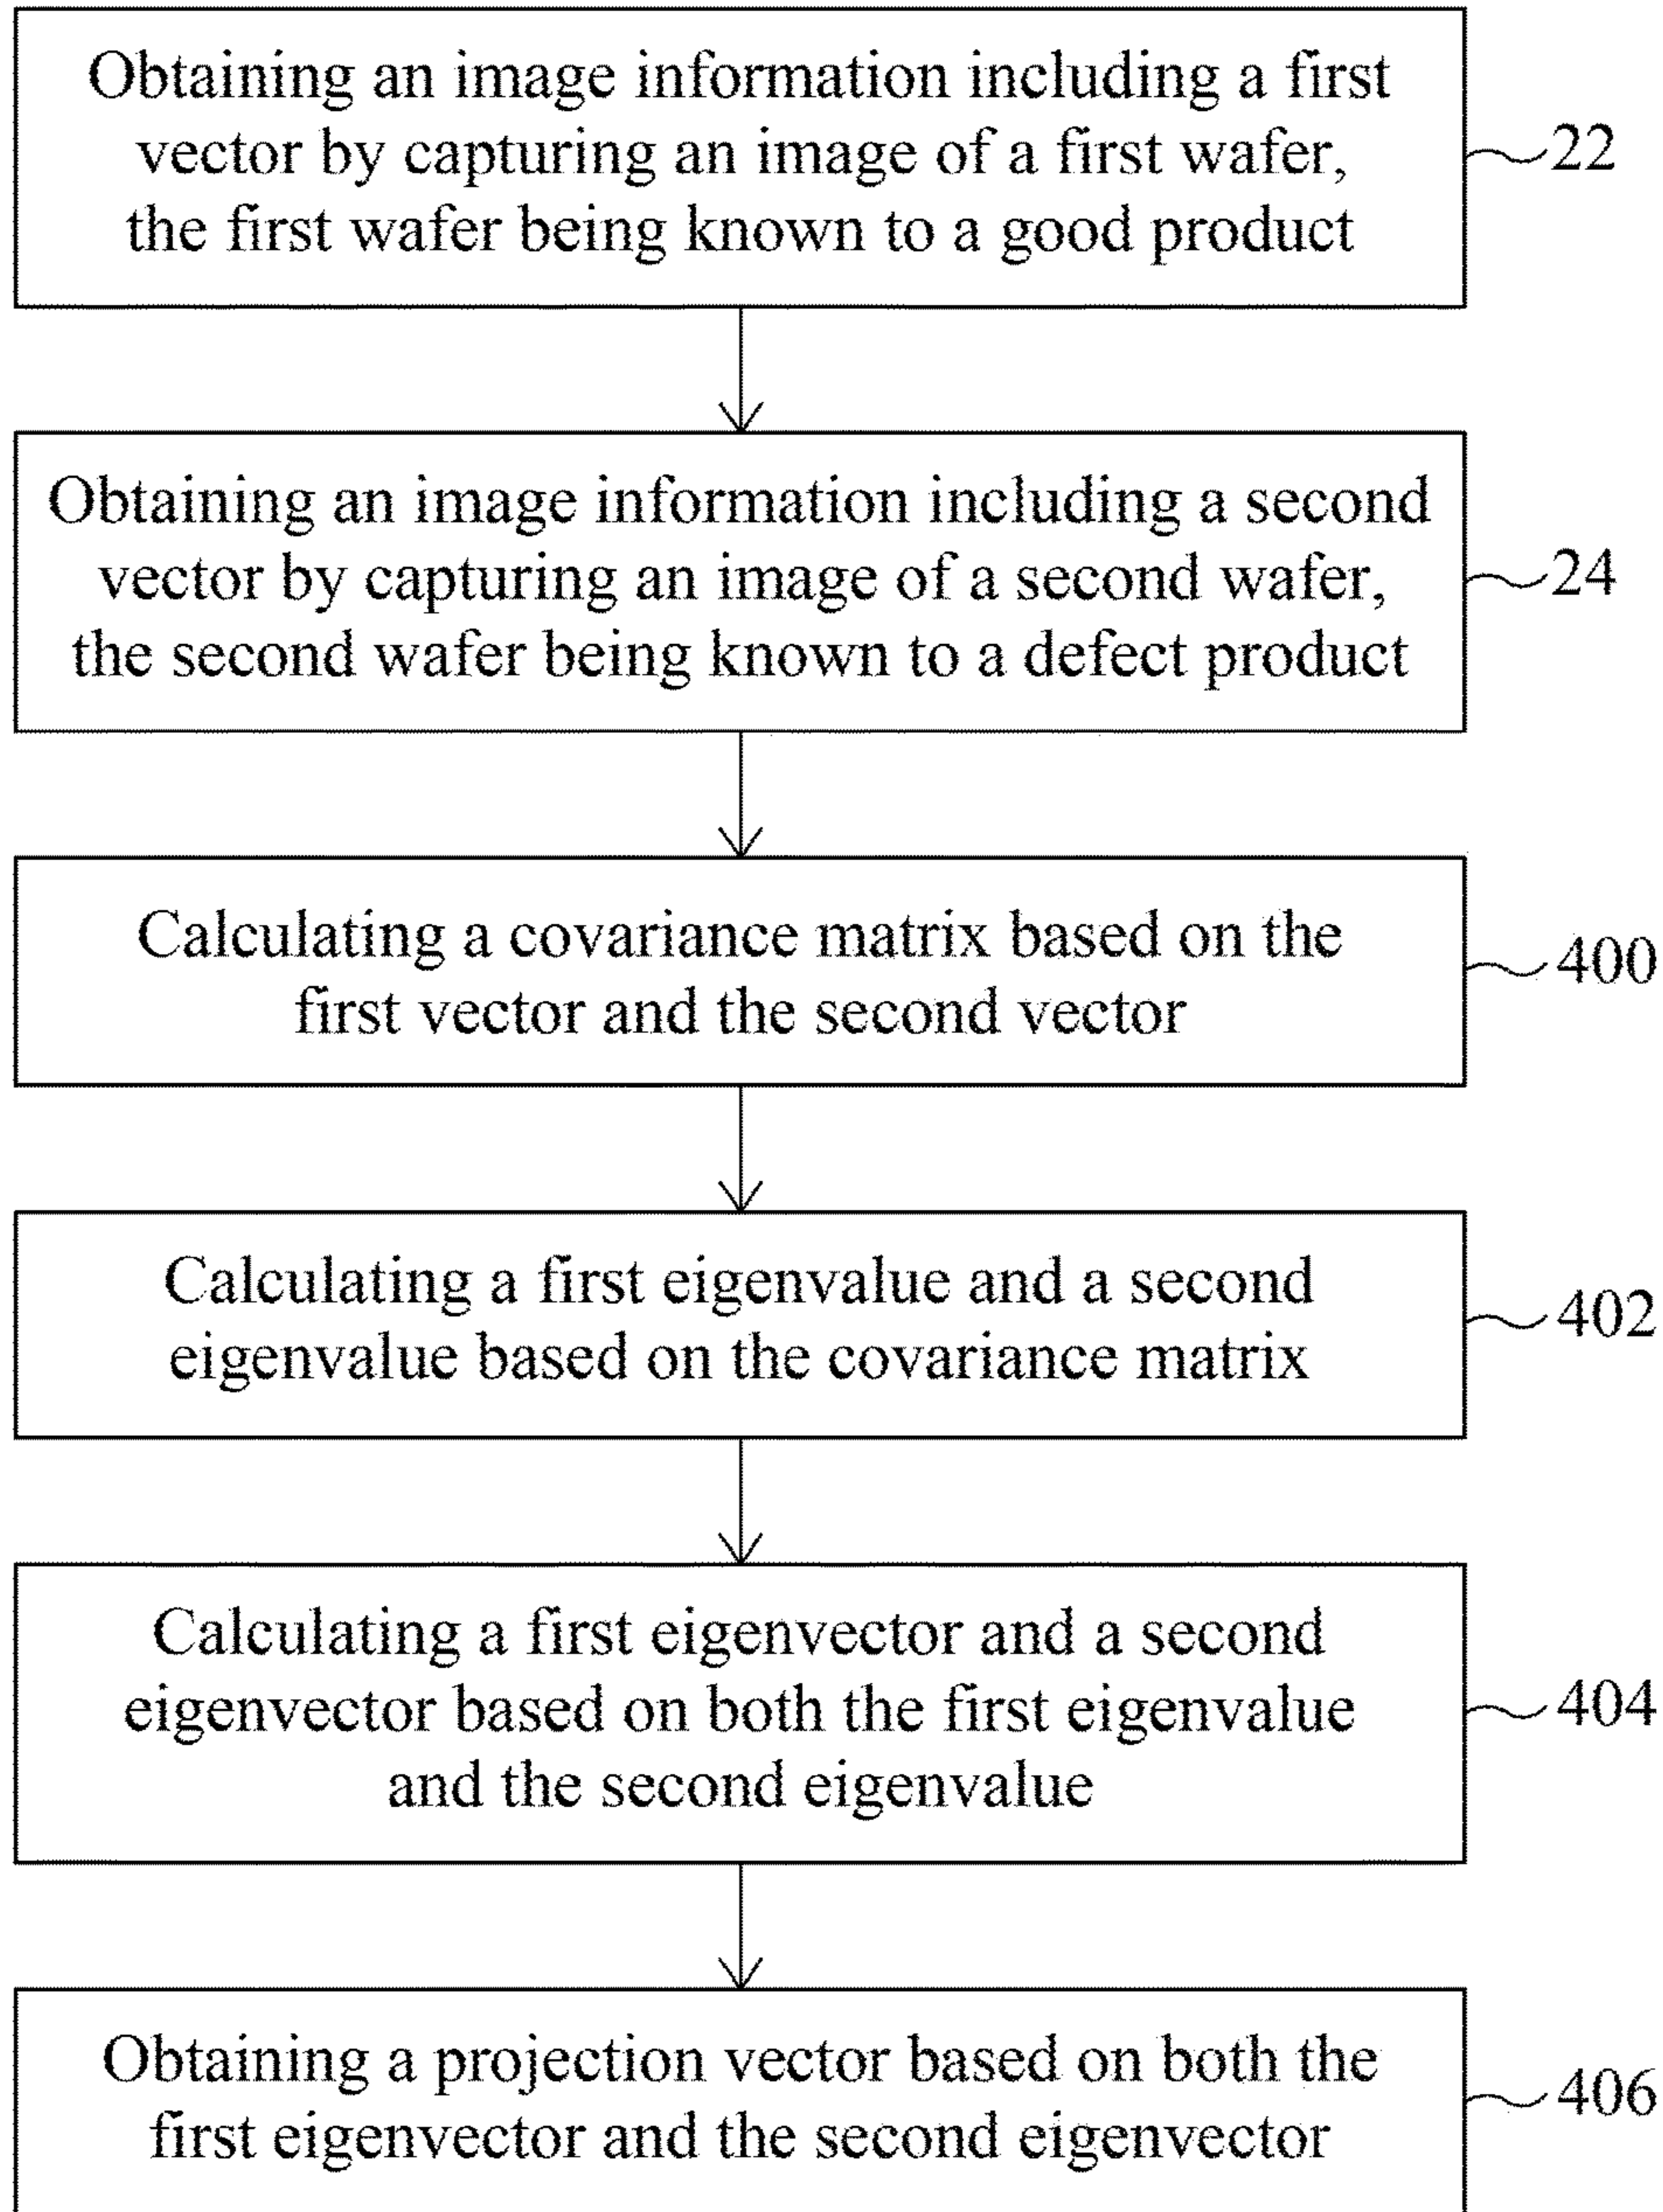 Obtaining an image information including a first
vector by capturing an image of a first wafer,
the first wafer being known to a good product
22
Obtaining an image information including a second
vector by capturing an image of a second wafer,
the second wafer being known to a defect product
24
Calculating a covariance matrix based on the
first vector and the second vector
400
Calculating a first eigenvalue and a second
eigenvalue based on the covariance matrix
402
Calculating a first eigenvector and a second
eigenvector based on both the first eigenvalue
and the second eigenvalue
404
Obtaining a projection vector based on both the
first eigenvector and the second eigenvector
406